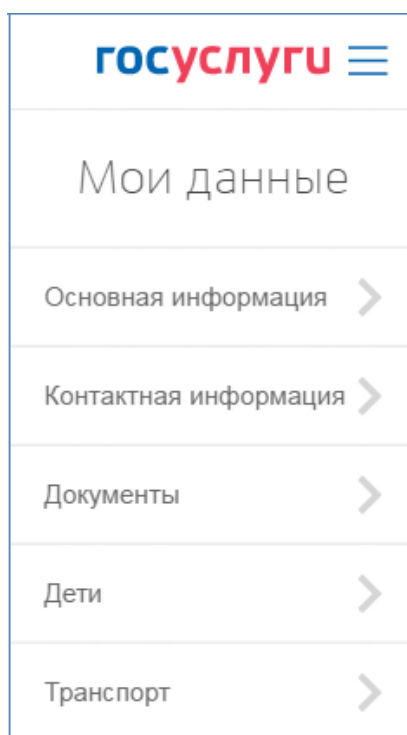 госуслуги
Мои данные
Основная информация
Контактная информация
Документы
Дети
Транспорт